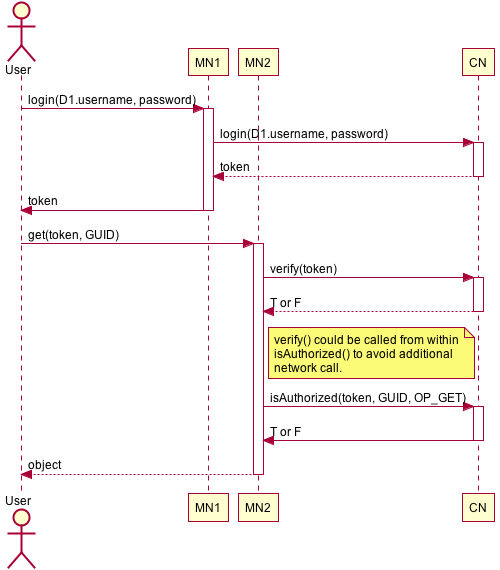 User
MN1 MN2 CN
login(D1.username, password)
login(D1.username, password)
token
token
get(token, GUID)
verify(token)
T or F
verify() could be called from within
isAuthorized() to avoid additional
network call.
isAuthorized(token, GUID, OP_GET)
T or F
object
User
MN1 MN2 CN